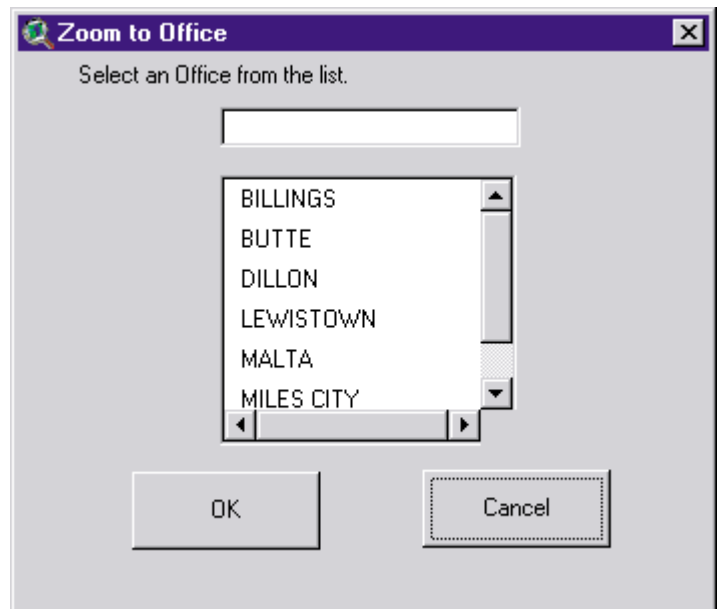 Zoom to Office
Select an Office from the list.
BILLINGS
BUTTE
DILLON
LEWISTOWN
MALTA
MILES CITY
OK
Cancel